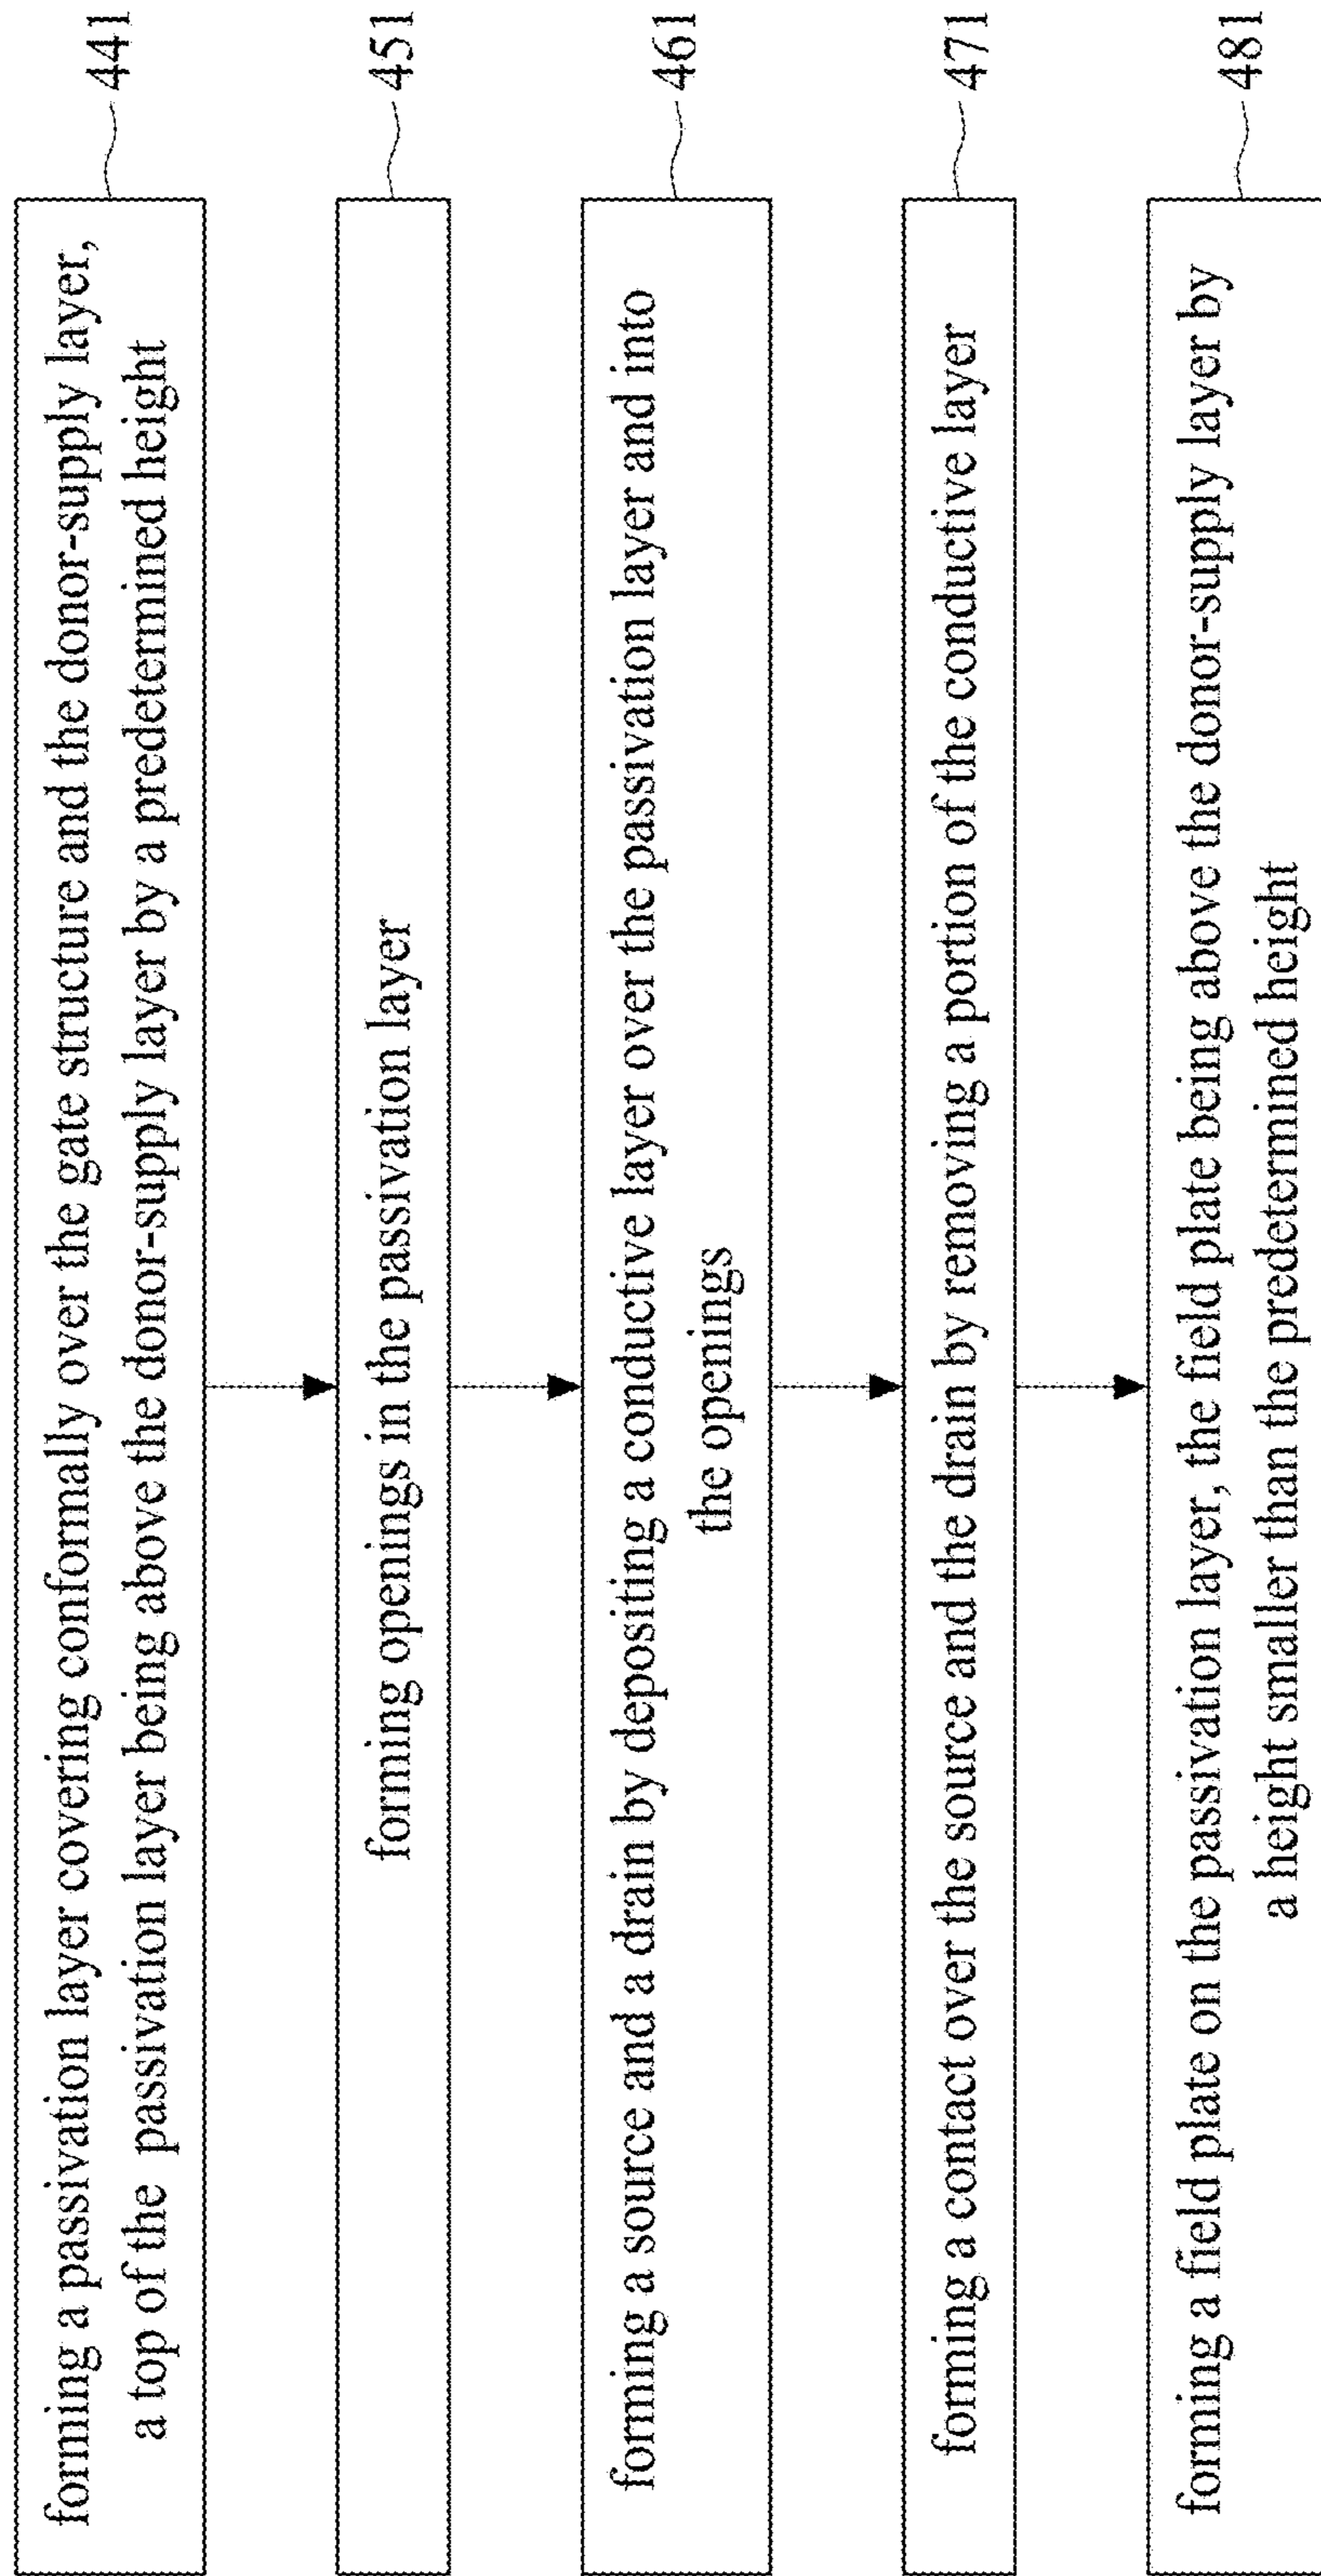 forming a passivation layer covering conformally over the gate structure and the donor-supply layer,
a top of the passivation layer being above the donor-supply layer by a predetermined height
441
forming openings in the passivation layer
451
forming a source and a drain by depositing a conductive layer over the passivation layer and into
the openings
461
forming a contact over the source and the drain by removing a portion of the conductive layer
471
forming a field plate on the passivation layer, the field plate being above the donor-supply layer by
a height smaller than the predetermined height
481